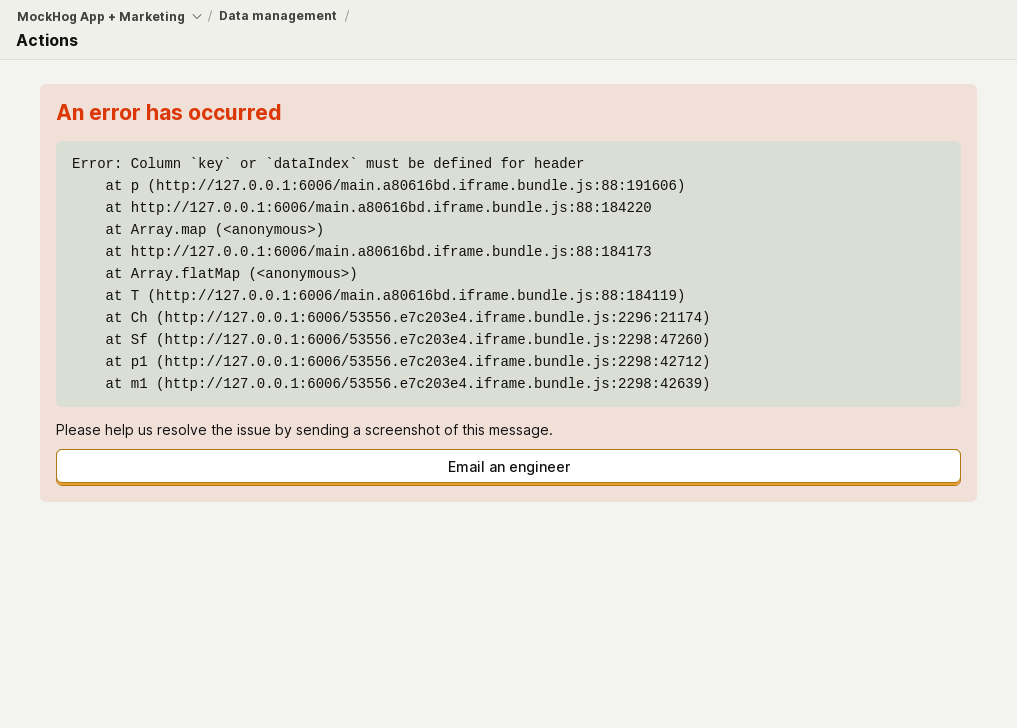 MockHog App + Marketing / Data management /
Actions
An error has occurred
Error: Column `key` or `dataIndex` must be defined for header
    at p (http://127.0.0.1:6006/main.a80616bd.iframe.bundle.js:88:191606)
    at http://127.0.0.1:6006/main.a80616bd.iframe.bundle.js:88:184220
    at Array.map (<anonymous>)
    at http://127.0.0.1:6006/main.a80616bd.iframe.bundle.js:88:184173
    at Array.flatMap (<anonymous>)
    at T (http://127.0.0.1:6006/main.a80616bd.iframe.bundle.js:88:184119)
    at Ch (http://127.0.0.1:6006/53556.e7c203e4.iframe.bundle.js:2296:21174)
    at Sf (http://127.0.0.1:6006/53556.e7c203e4.iframe.bundle.js:2298:47260)
    at p1 (http://127.0.0.1:6006/53556.e7c203e4.iframe.bundle.js:2298:42712)
    at m1 (http://127.0.0.1:6006/53556.e7c203e4.iframe.bundle.js:2298:42639)
Please help us resolve the issue by sending a screenshot of this message.
Email an engineer